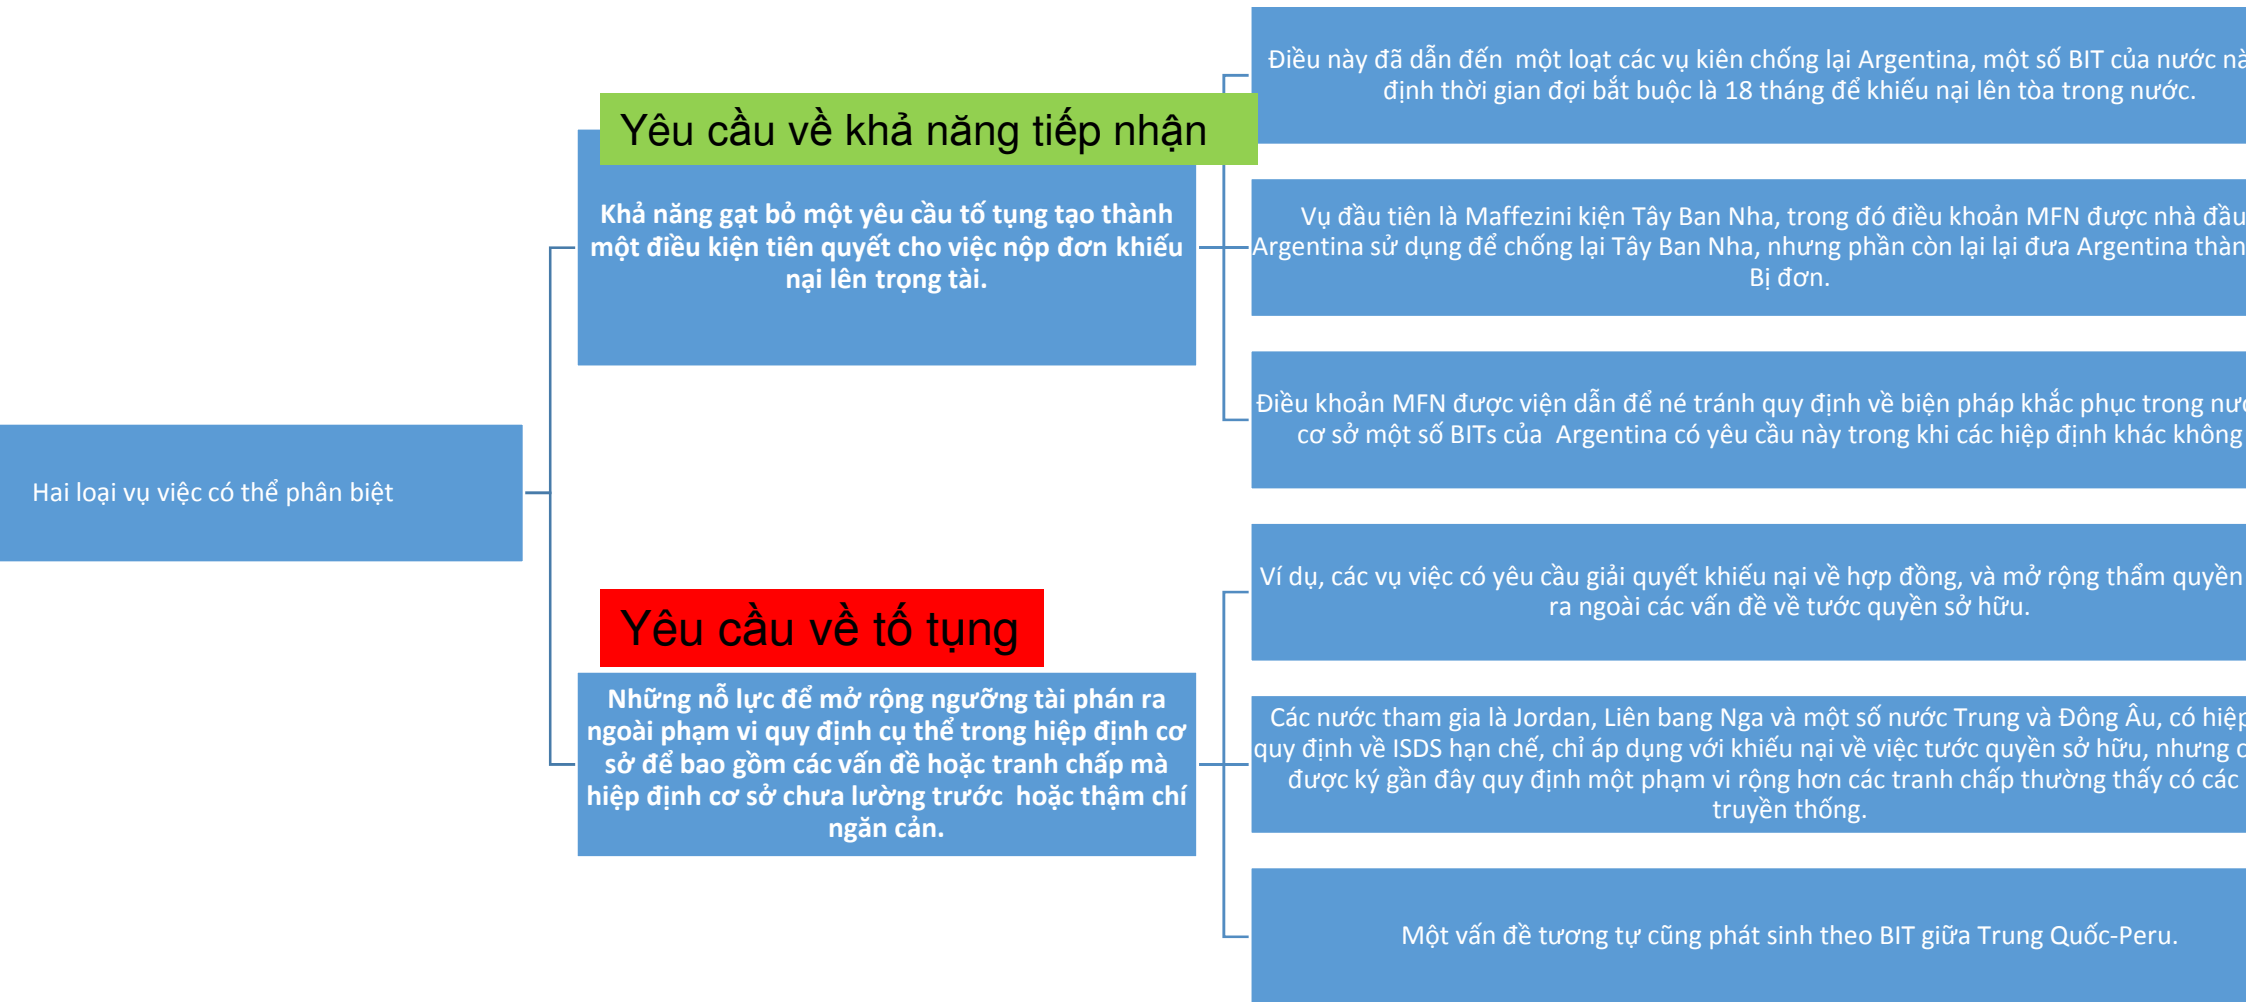 Hai loại vụ việc có thể phân biệt
Yêu cầu về khả năng tiếp nhận
Khả năng gạt bỏ một yêu cầu tố tụng tạo thành
một điều kiện tiên quyết cho việc nộp đơn khiếu
nại lên trọng tài.
Điều này đã dẫn đến một loạt các vụ kiên chống lại Argentina, một số BIT của nước
định thời gian đợi bắt buộc là 18 tháng để khiếu nại lên tòa trong nước.
Vụ đầu tiên là Maffezini kiện Tây Ban Nha, trong đó điều khoản MFN được nhà đầu
Argentina sử dụng để chống lại Tây Ban Nha, nhưng phần còn lại lại đưa Argentina
Bị đơn.
Điều khoản MFN được viện dẫn để né tránh quy định về biện pháp khắc phục trong
cơ sở một số BITs của Argentina có yêu cầu này trong khi các hiệp định khác không
Yêu cầu về tố tụng
Những nỗ lực để mở rộng ngưỡng tài phán ra
ngoài phạm vi quy định cụ thể trong hiệp định cơ
sở để bao gồm các vấn đề hoặc tranh chấp mà
hiệp định cơ sở chưa lường trước hoặc thậm chí
ngăn cản.
Ví dụ, các vụ việc có yêu cầu giải quyết khiếu nại về hợp đồng, và mở rộng thẩm quyền
ra ngoài các vấn đề về tước quyền sở hữu.
Các nước tham gia là Jordan, Liên bang Nga và một số nước Trung và Đông Âu, có
quy định về ISDS hạn chế, chỉ áp dụng với khiếu nại về việc tước quyền sở hữu, nhưng
được ký gần đây quy định một phạm vi rộng hơn các tranh chấp thường thấy có các
truyền thống.
Một vấn đề tương tự cũng phát sinh theo BIT giữa Trung Quốc-Peru.